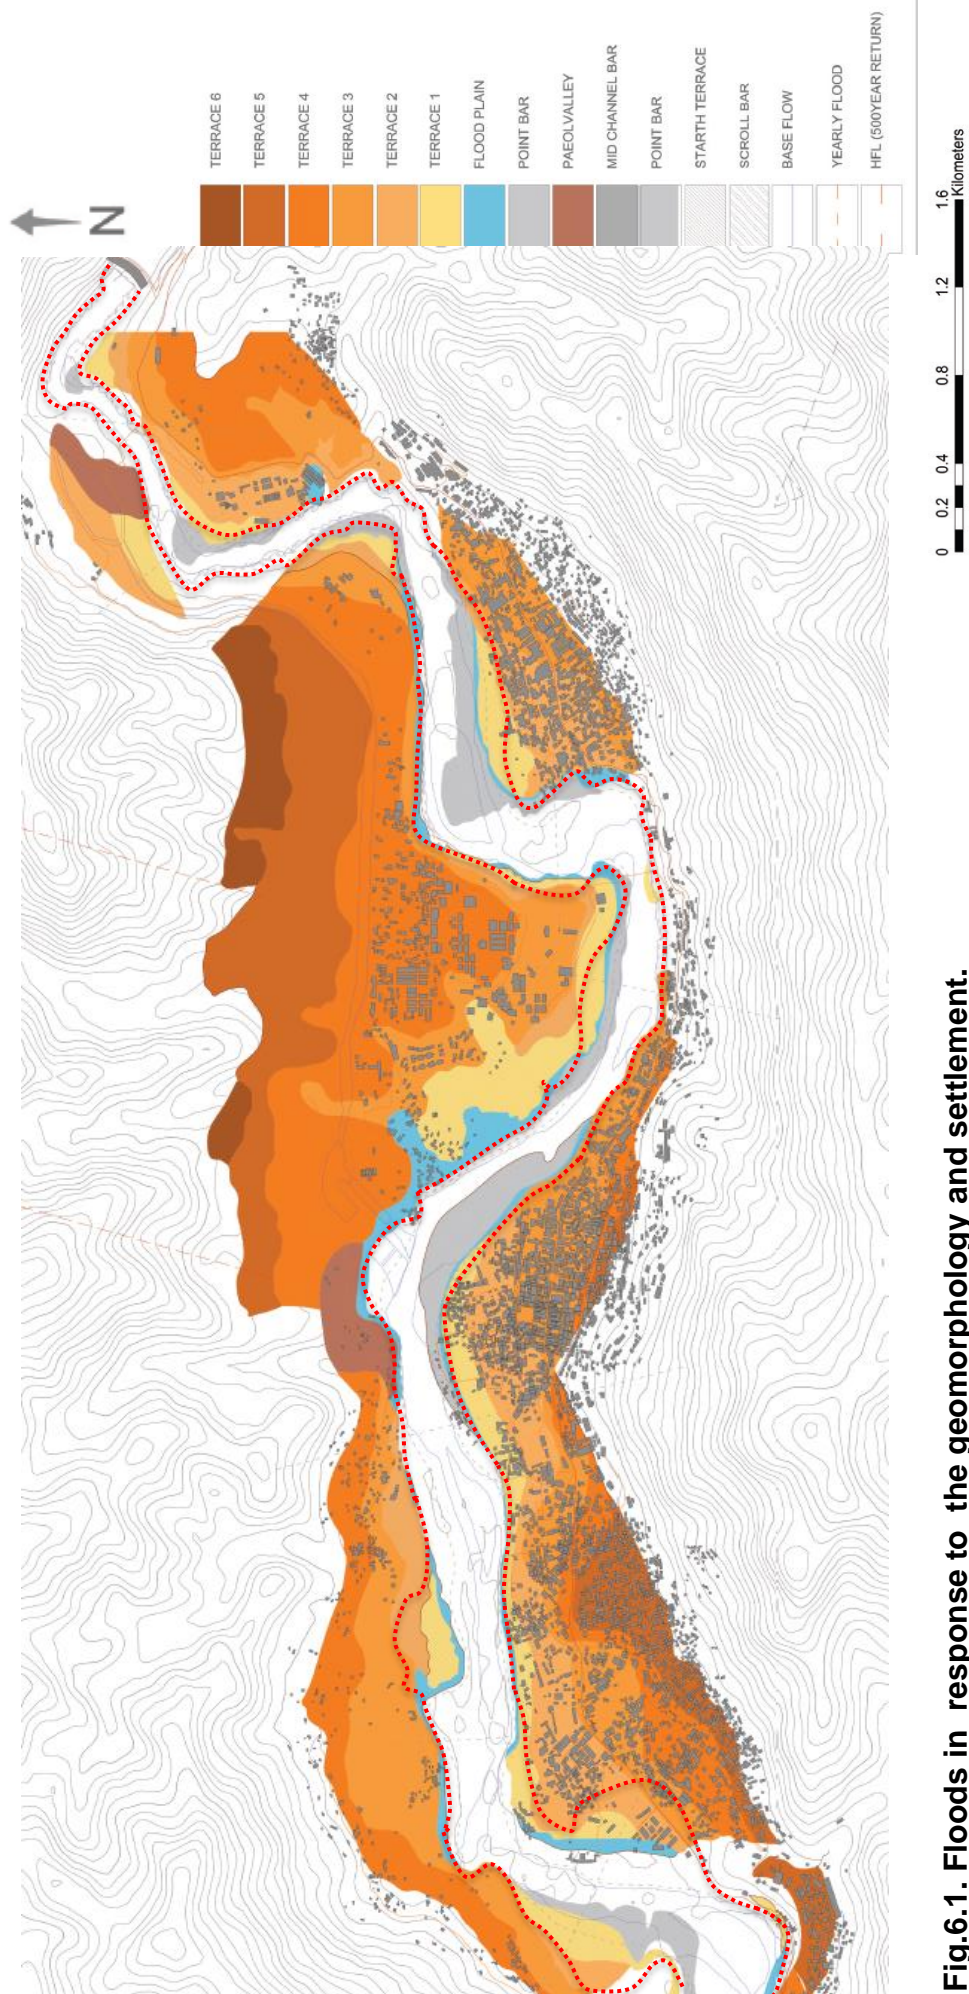 N
TERRACE 6
TERRACE 5
TERRACE 4
TERRACE 3
TERRACE 2
TERRACE 1
FLOOD PLAIN
POINT BAR
PAEOLVALLEY
MID CHANNEL BAR
POINT BAR
STARTH TERRACE
SCROLL BAR
BASE FLOW
YEARLY FLOOD
HFL (500YEAR RETURN)
0 0.2 0.4 0.8 1.2 1.6
Kilometers
Fig.6.1. Floods in response to the geomorphology and settlement.